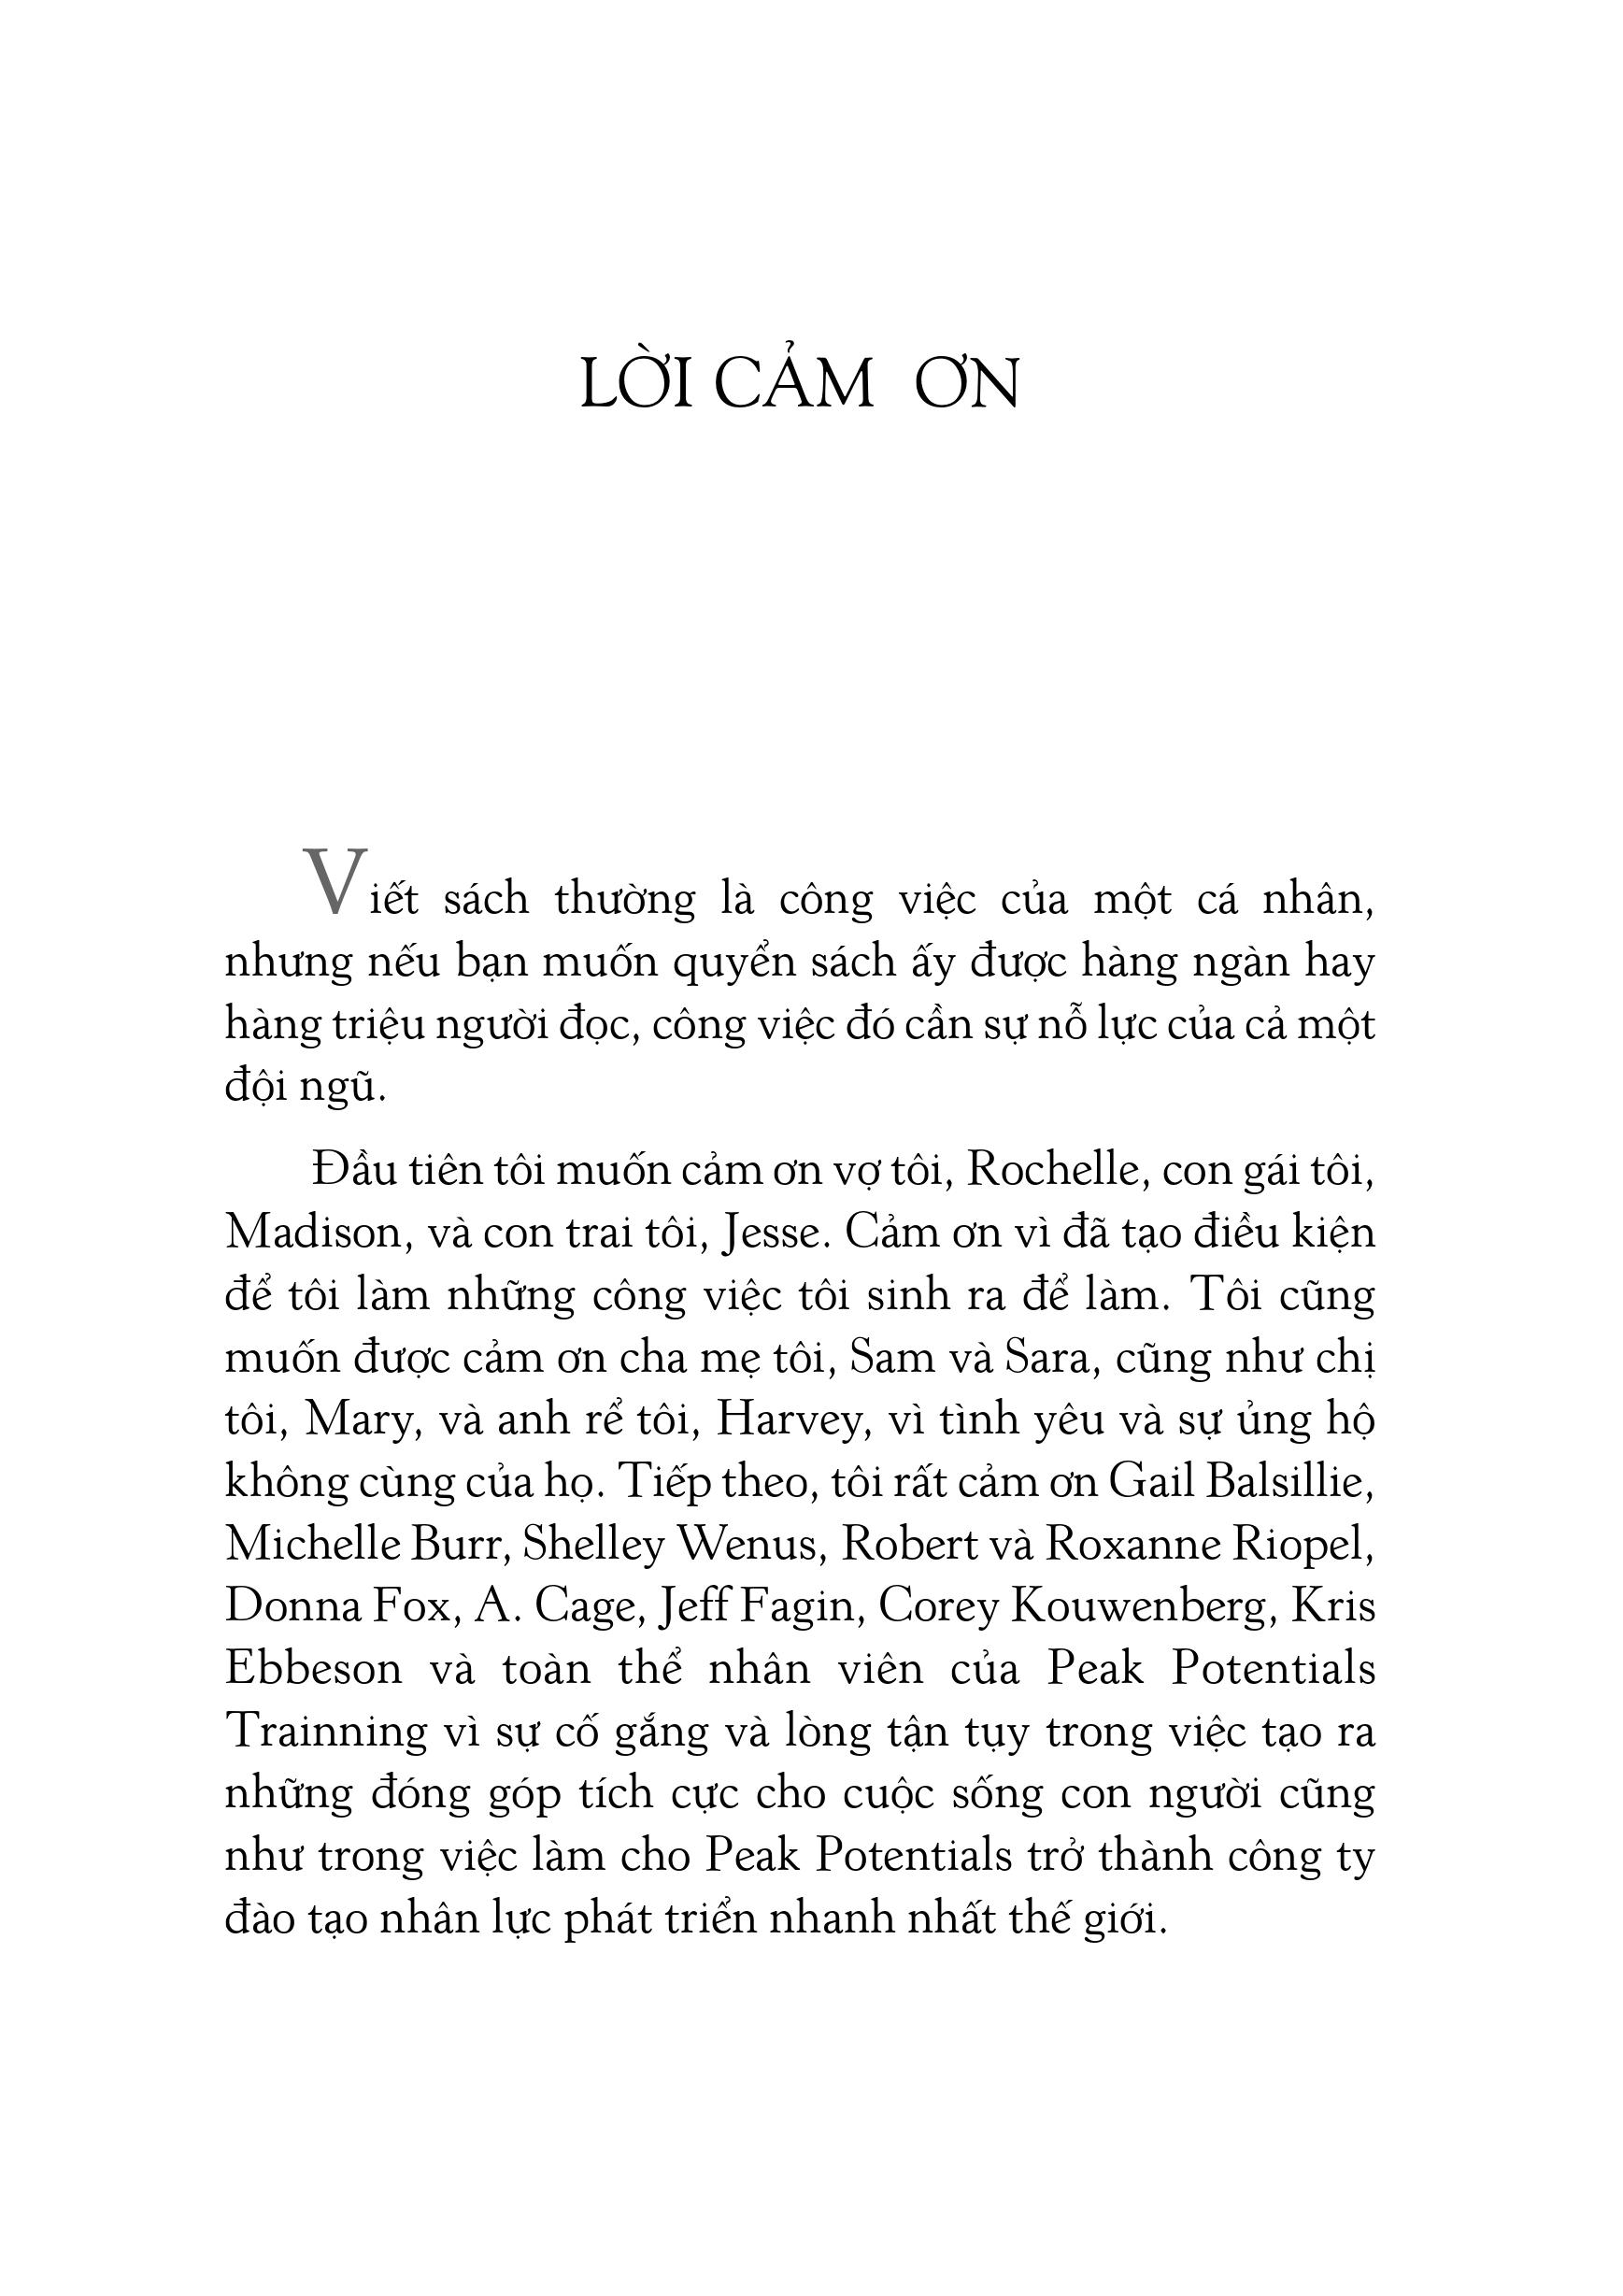 LỜI CẢM ƠN
Viết sách thường là công việc của một cá nhân,
nhưng nếu bạn muốn quyển sách ấy được hàng ngàn hay
hàng triệu người đọc, công việc đó cần sự nỗ lực của cả một
đội ngũ.
Đầu tiên tôi muốn cảm ơn vợ tôi, Rochelle, con gái tôi,
Madison, và con trai tôi, Jesse. Cảm ơn vì đã tạo điều kiện
để tôi làm những công việc tôi sinh ra để làm. Tôi cũng
muốn được cảm ơn cha mẹ tôi, Sam và Sara, cũng như chị
tôi, Mary, và anh rể tôi, Harvey, vì tình yêu và sự ủng hộ
không cùng của họ. Tiếp theo, tôi rất cảm ơn Gail Balsillie,
Michelle Burr, Shelley Wenus, Robert và Roxanne Riopel,
Donna Fox, A. Cage, Jeff Fagin, Corey Kouwenberg, Kris
Ebbeson và toàn thể nhân viên của Peak Potentials
Trainning vì sự cố gắng và lòng tận tụy trong việc tạo ra
những đóng góp tích cực cho cuộc sống con người cũng
như trong việc làm cho Peak Potentials trở thành công ty
đào tạo nhân lực phát triển nhanh nhất thế giới.